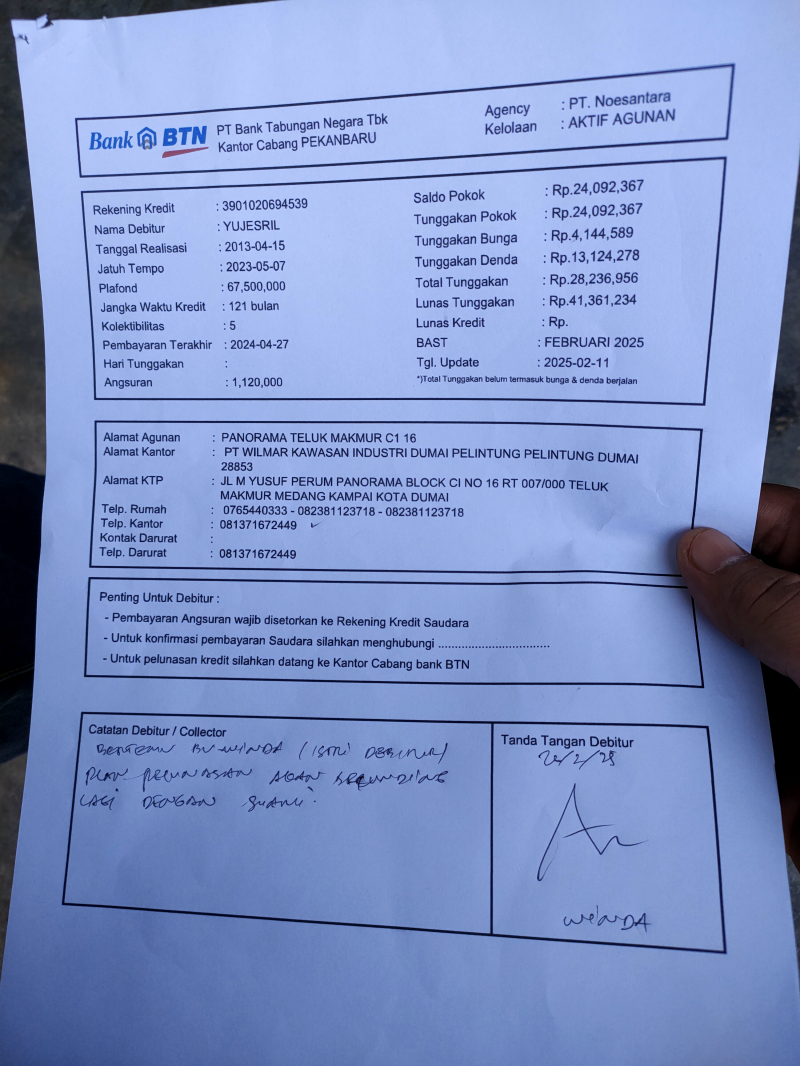 Bank BTN
PT Bank Tabungan Negara Tbk
Kantor Cabang PEKANBARU
Agency : PT. Noesantara
Kelolaan : AKTIF AGUNAN
Rekening Kredit : 3901020694539
Nama Debitur : YUJESRIL
Tanggal Realisasi : 2013-04-15
Jatuh Tempo : 2023-05-07
Plafond : 67,500,000
Jangka Waktu Kredit : 121 bulan
Kolektibilitas : 5
Pembayaran Terakhir : 2024-04-27
Hari Tunggakan :
Angsuran : 1,120,000
Saldo Pokok : Rp.24,092,367
Tunggakan Pokok : Rp.24,092,367
Tunggakan Bunga : Rp.4,144,589
Tunggakan Denda : Rp.13,124,278
Total Tunggakan : Rp.28,236,956
Lunas Tunggakan : Rp.41,361,234
Lunas Kredit : Rp.
BAST : FEBRUARI 2025
Tgl. Update : 2025-02-11
*)Total Tunggakan belum termasuk bunga & denda berjalan
Alamat Agunan : PANORAMA TELUK MAKMUR C1 16
Alamat Kantor : PT WILMAR KAWASAN INDUSTRI DUMAI PELINTUNG PELINTUNG DUMAI
28853
Alamat KTP : JL M YUSUF PERUM PANORAMA BLOCK CI NO 16 RT 007/000 TELUK
MAKMUR MEDANG KAMPAI KOTA DUMAI
Telp. Rumah : 0765440333 - 082381123718 - 082381123718
Telp. Kantor : 081371672449
Kontak Darurat :
Telp. Darurat : 081371672449
Penting Untuk Debitur :
- Pembayaran Angsuran wajib disetorkan ke Rekening Kredit Saudara
- Untuk konfirmasi pembayaran Saudara silahkan menghubungi .................................
- Untuk pelunasan kredit silahkan datang ke Kantor Cabang bank BTN
Catatan Debitur / Collector
BU WINDA (ISTRI DEBITUR)
PLAN PELUNASAN AKAN
LAGI DENGAN SUAMI.
Tanda Tangan Debitur
WINDA